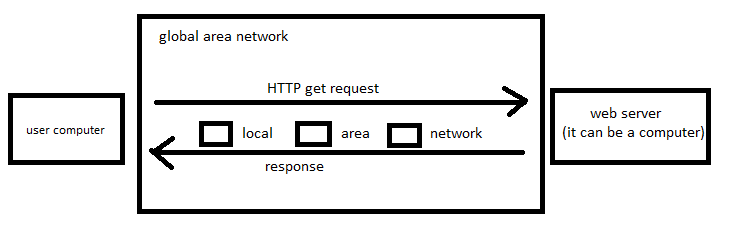 global area network
HTTP get request
user computer
local area network
web server
(it can be a computer)
response